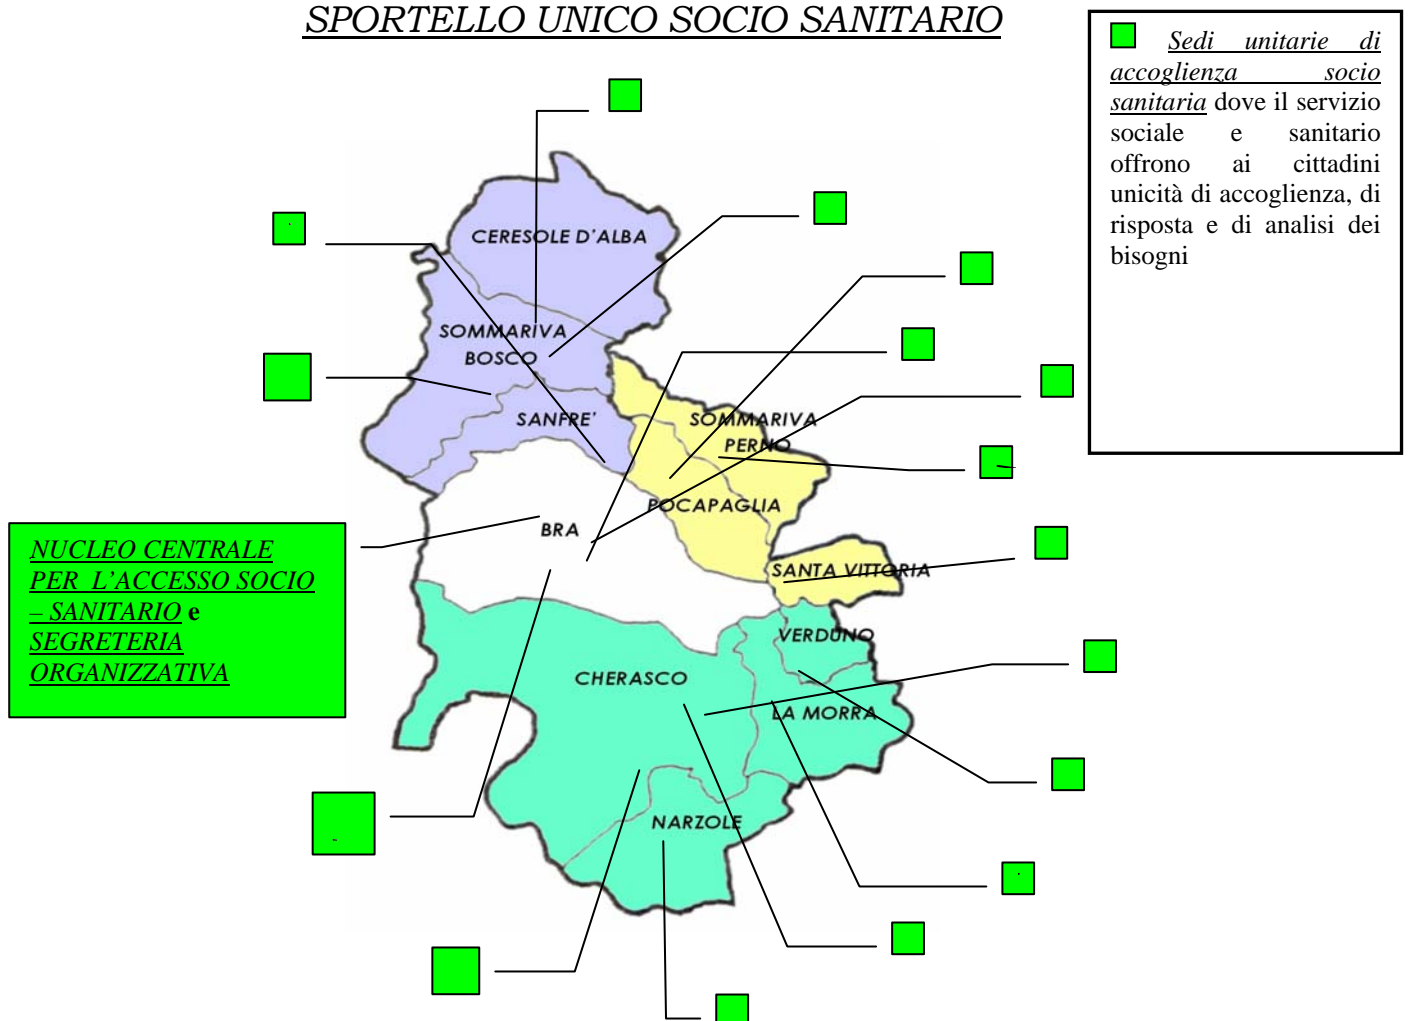 SPORTELLO UNICO SOCIO SANITARIO
Sedi unitarie di
accoglienza socio
sanitaria dove il servizio
sociale e sanitario
offrono ai cittadini
unicità di accoglienza, di
risposta e di analisi dei
bisogni
CERESOLE D'ALBA
SOMMARIVA
BOSCO
SANFRE'
SOMMARIVA
PERNO
POCAPAGLIA
BRA
SANTA VITTORIA
NUCLEO CENTRALE
PER L'ACCESSO SOCIO
– SANITARIO e
SEGRETERIA
ORGANIZZATIVA
VERDUNO
CHERASCO
LA MORRA
NARZOLE